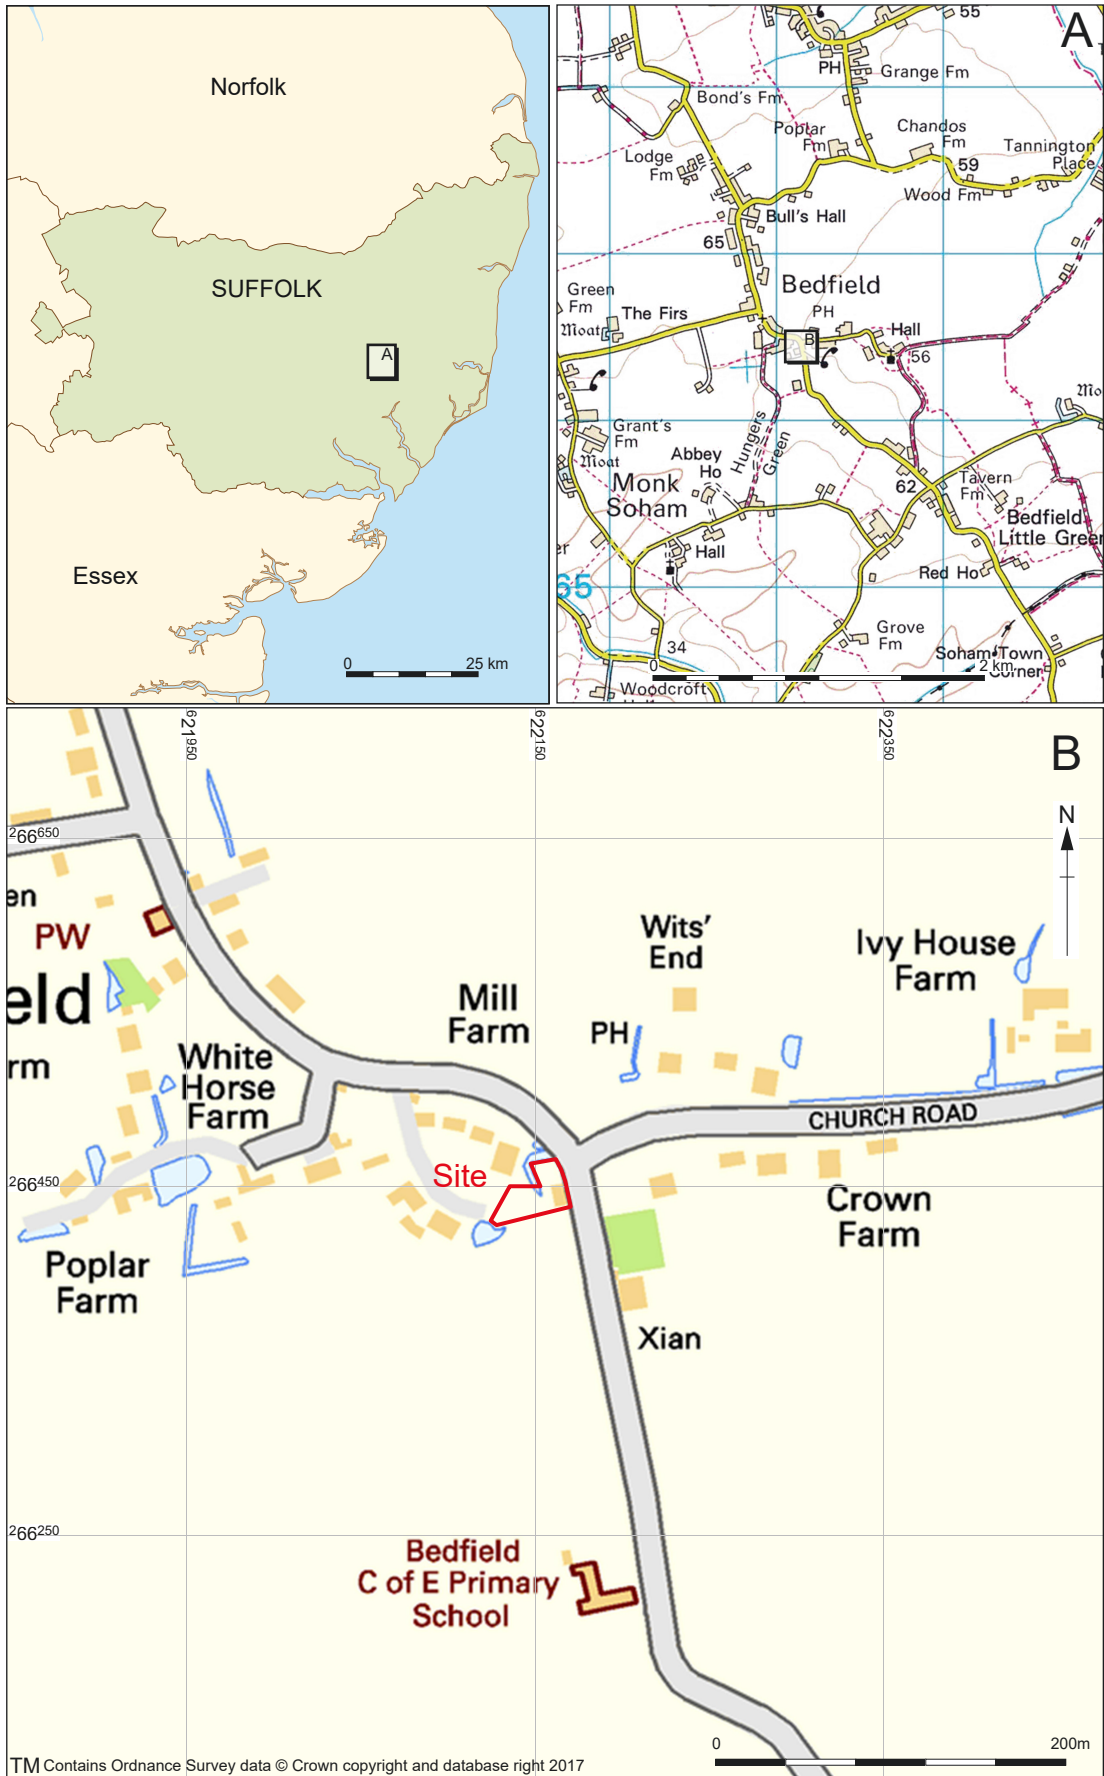 Norfolk
SUFFOLK
A
Essex
0
25 km
A
55
PH
Grange Fm
Bond's Fm
Poplar
Fm
Chandos
Fm
Tannington
Place
Lodge
Fm
59
Wood Fm
Bull's Hall
65
Bedfield
Green
Fm
The Firs
PH
Moat
B
Hall
56
Mo
Grant's
Fm
Hungers
Green
Abbey
Ho
Moat
Monk
Soham
62
Tavern
Fm
Bedfield
Little Green
er
Hall
Red Ho
65
Grove
Fm
34
Soham Town
Corner
0
2 km
Woodcroft
B
621950
622150
622350
N
266650
en
PW
Wits'
End
Ivy House
Farm
eld
Mill
Farm
PH
rm
White
Horse
Farm
CHURCH ROAD
Site
266450
Crown
Farm
Poplar
Farm
Xian
266250
Bedfield
C of E Primary
School
0
200m
TM Contains Ordnance Survey data © Crown copyright and database right 2017